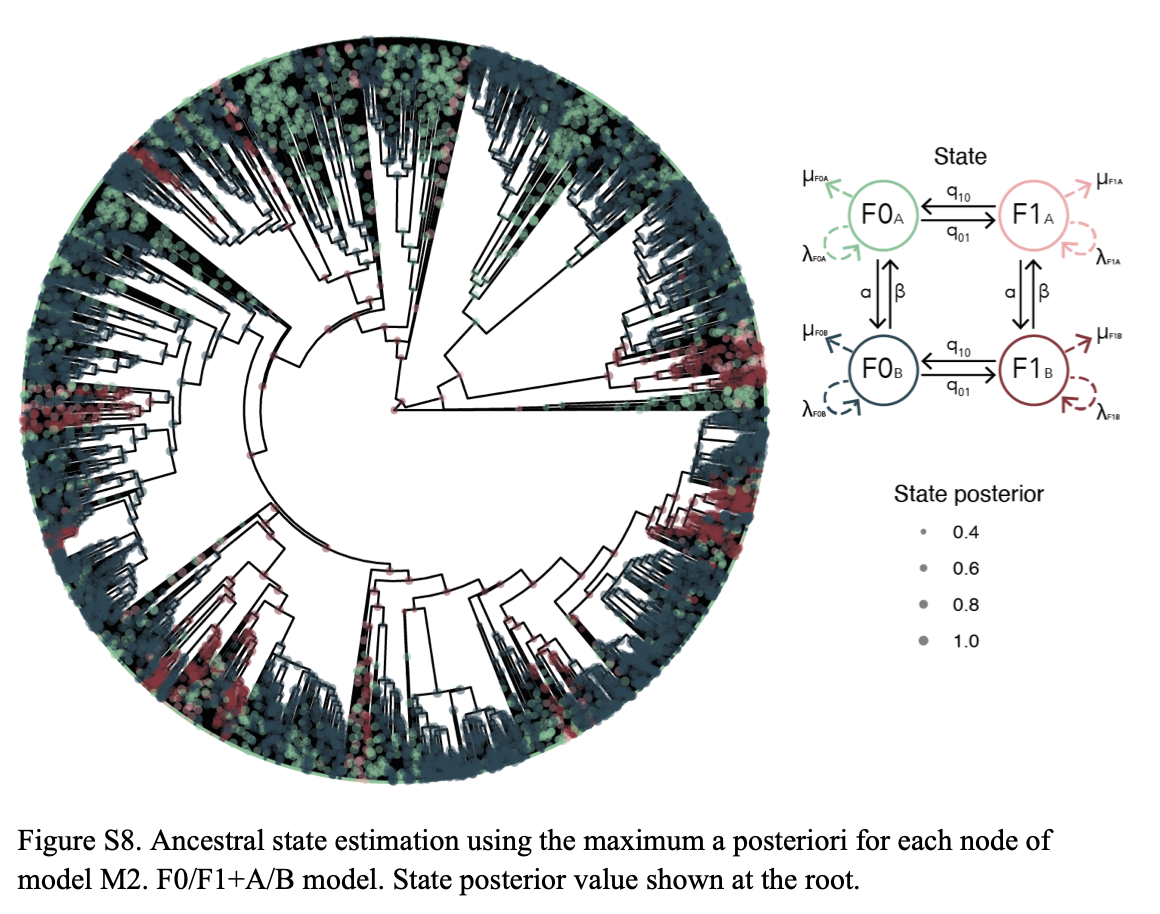 State
μF0A
F0A
q10
q01
F1A
μF1A
λF0A
λF1A
α
β
α
β
μF0B
F0B
q10
q01
F1B
μF1B
λF0B
λF1B
State posterior
0.4
0.6
0.8
1.0
Figure S8. Ancestral state estimation using the maximum a posteriori for each node of
model M2. F0/F1+A/B model. State posterior value shown at the root.